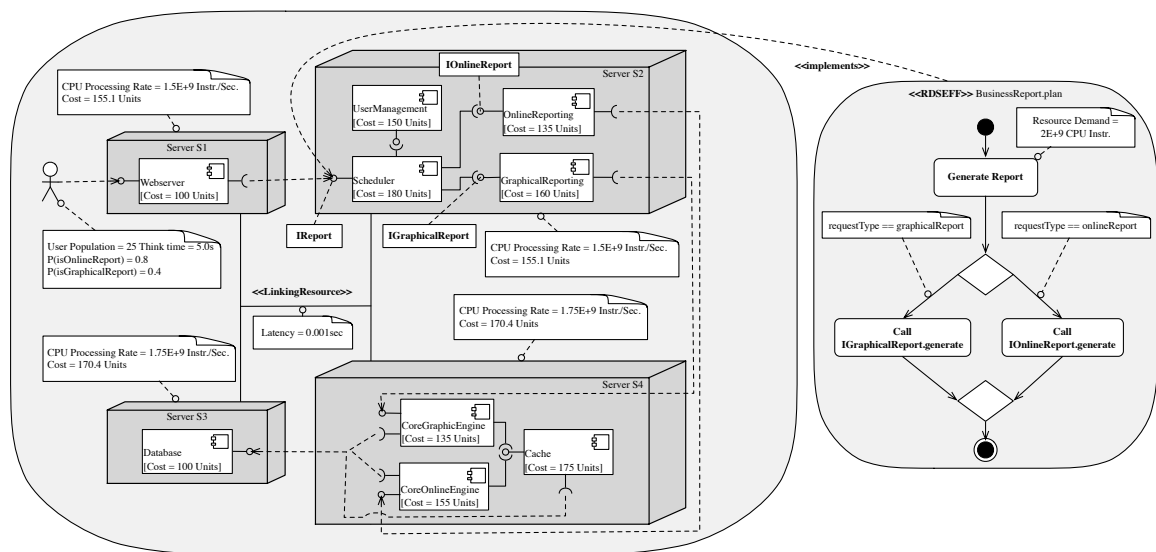 CPU Processing Rate = 1.5E+9 Instr./Sec.
Cost = 155.1 Units
Server S1
Webserver
[Cost = 100 Units]
User Population = 25 Think time = 5.0s
P(isOnlineReport) = 0.8
P(isGraphicalReport) = 0.4
IOnlineReport
Server S2
UserManagement
[Cost = 150 Units]
OnlineReporting
[Cost = 135 Units]
Scheduler
[Cost = 180 Units]
GraphicalReporting
[Cost = 160 Units]
IReport
IGraphicalReport
CPU Processing Rate = 1.5E+9 Instr./Sec.
Cost = 155.1 Units
<<LinkingResource>>
Latency = 0.001sec
CPU Processing Rate = 1.75E+9 Instr./Sec.
Cost = 170.4 Units
CPU Processing Rate = 1.75E+9 Instr./Sec.
Cost = 170.4 Units
Server S3
Database
[Cost = 100 Units]
Server S4
CoreGraphicEngine
[Cost = 135 Units]
Cache
[Cost = 175 Units]
CoreOnlineEngine
[Cost = 155 Units]
<<implements>>
<<RDSEFF>> BusinessReport.plan
Resource Demand =
2E+9 CPU Instr.
Generate Report
requestType == graphicalReport
requestType == onlineReport
Call
IGraphicalReport.generate
Call
IOnlineReport.generate